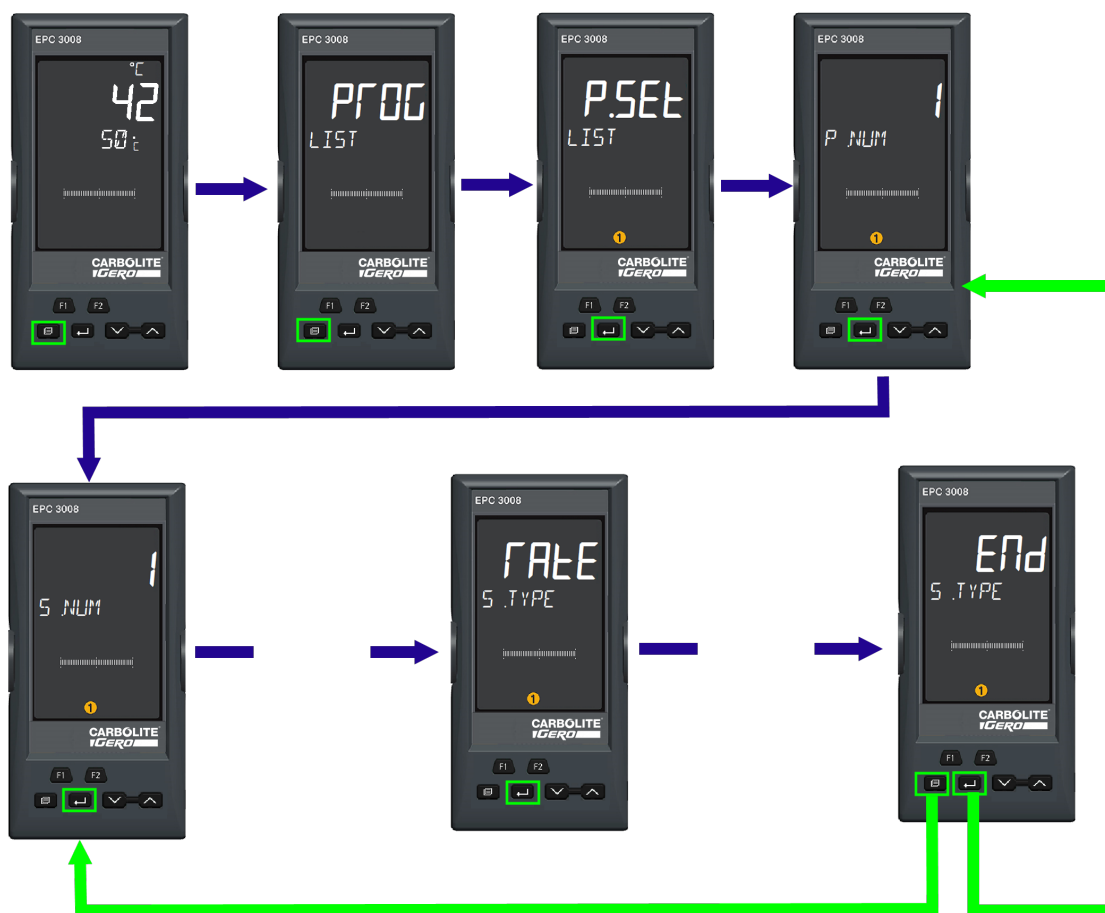 EPC 3008
°C
42
50
CARBOLITE
GERO
F1 F2
EPC 3008
PrOG
LIST
CARBOLITE
GERO
F1 F2
EPC 3008
P.SEt
LIST
1
CARBOLITE
GERO
F1 F2
EPC 3008
1
P.NUM
1
CARBOLITE
GERO
F1 F2
EPC 3008
1
S.NUM
1
CARBOLITE
GERO
F1 F2
EPC 3008
rAtE
S.TYPE
1
CARBOLITE
GERO
F1 F2
EPC 3008
End
S.TYPE
1
CARBOLITE
GERO
F1 F2